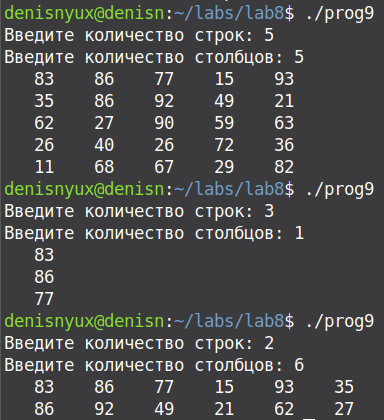 denisnyux@denisn:~/labs/lab8$ ./prog9
Введите количество строк: 5
Введите количество столбцов: 5
83 86 77 15 93
35 86 92 49 21
62 27 90 59 63
26 40 26 72 36
11 68 67 29 82
denisnyux@denisn:~/labs/lab8$ ./prog9
Введите количество строк: 3
Введите количество столбцов: 1
83
86
77
denisnyux@denisn:~/labs/lab8$ ./prog9
Введите количество строк: 2
Введите количество столбцов: 6
83 86 77 15 93 35
86 92 49 21 62 27